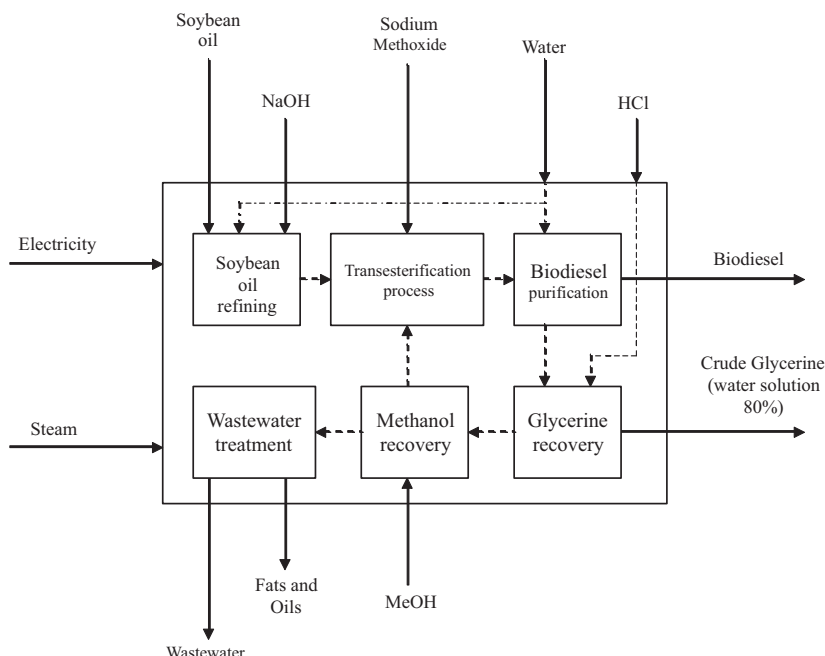 Soybean
oil
Sodium
Methoxide
Water
NaOH
HCl
Electricity
Soybean
oil
refining
Transesterification
process
Biodiesel
purification
Biodiesel
Crude Glycerine
(water solution
80%)
Steam
Wastewater
treatment
Methanol
recovery
Glycerine
recovery
Fats and
Oils
MeOH
Wastewater